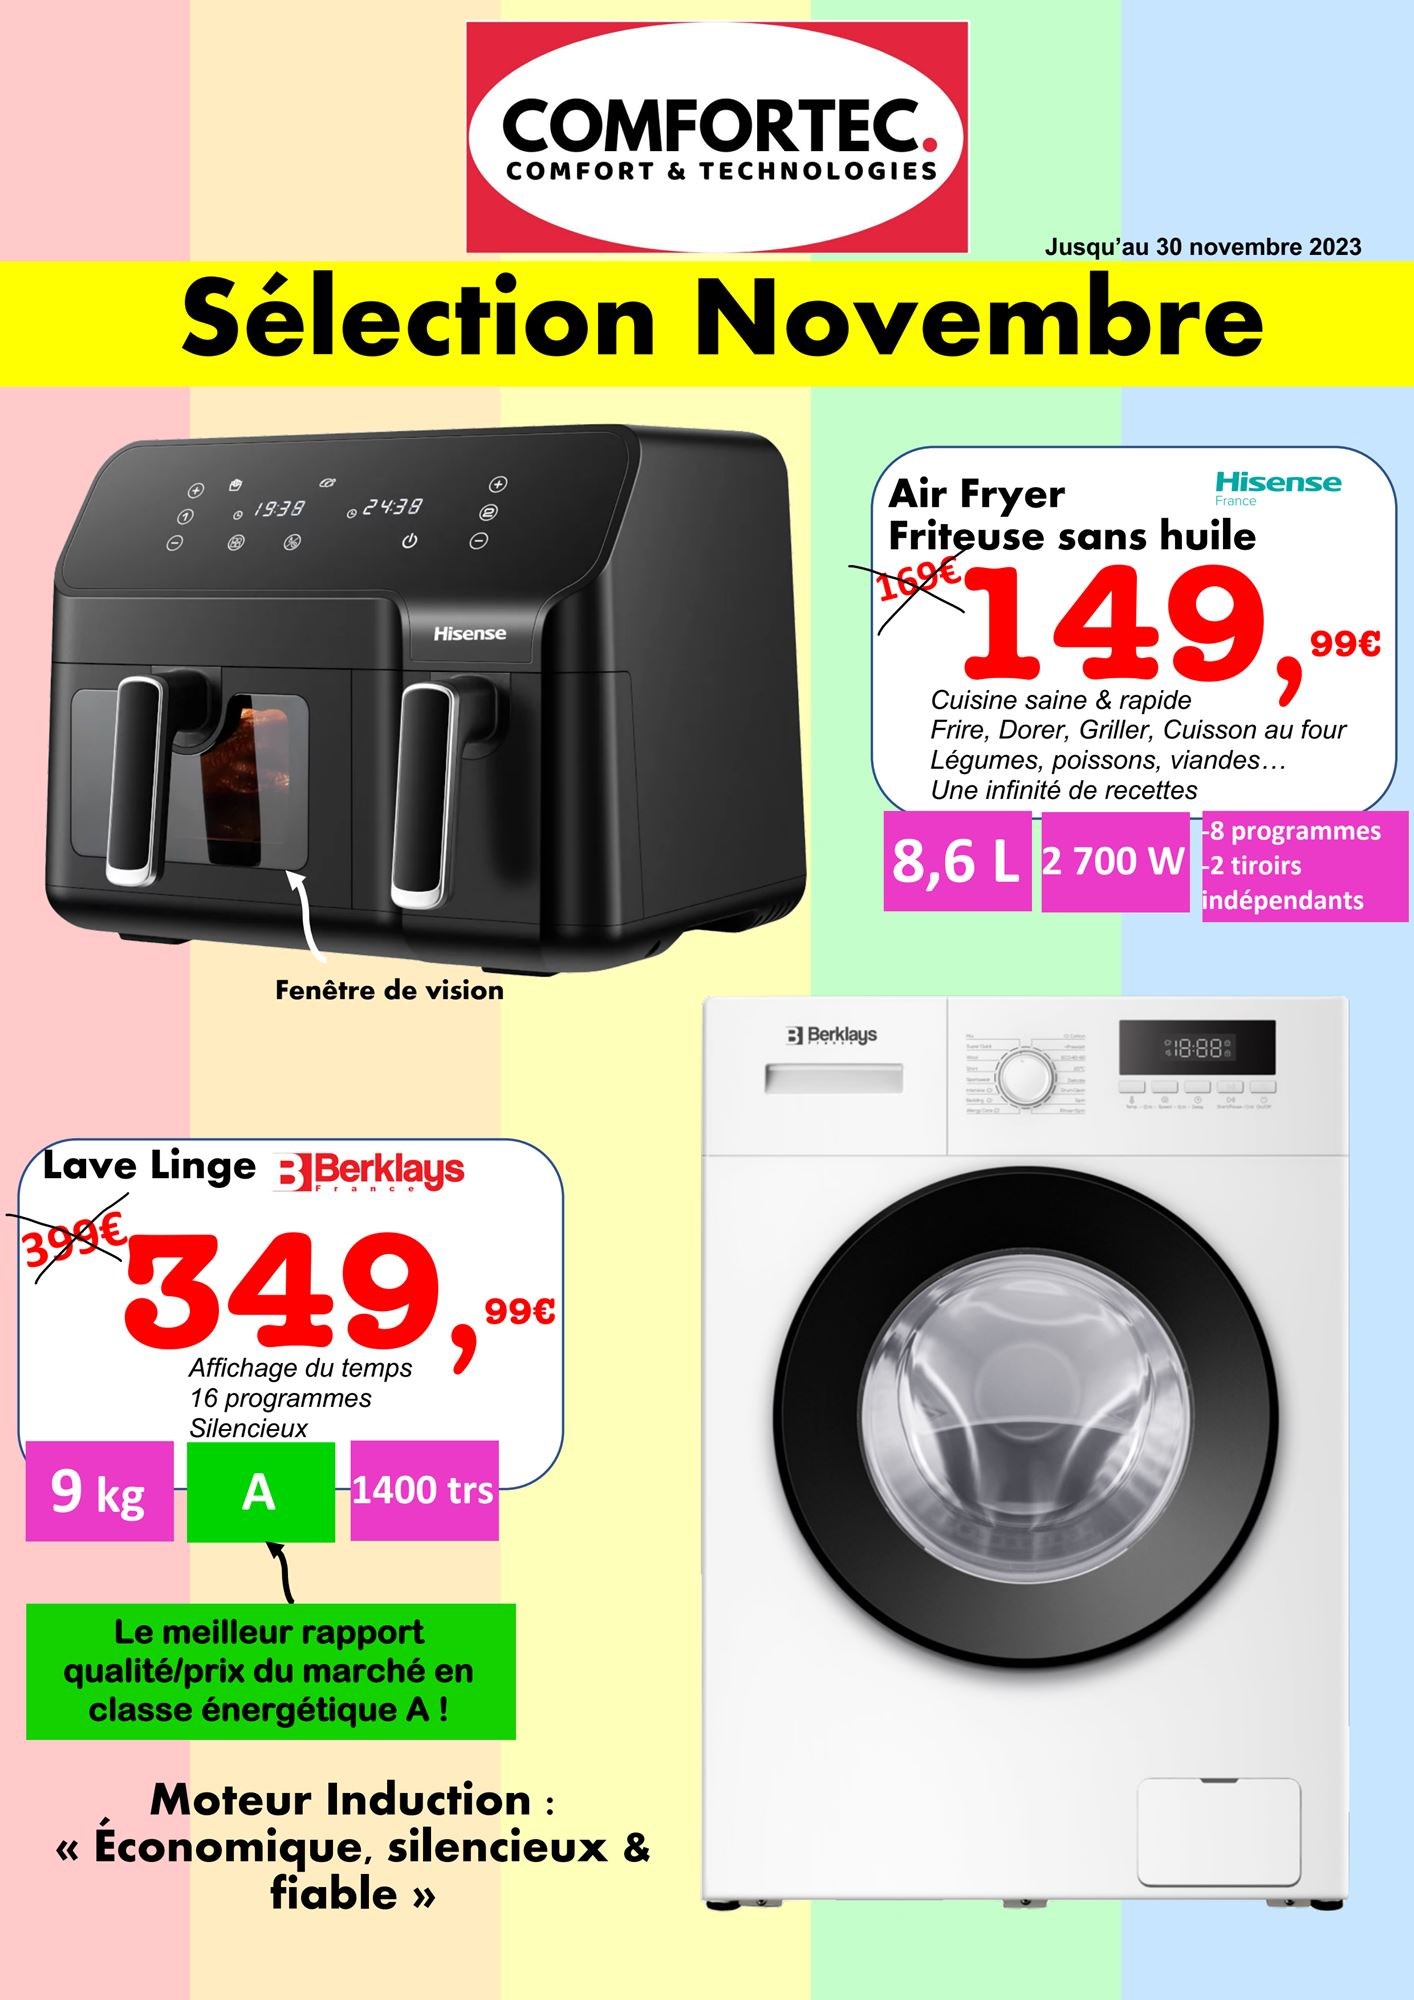 COMFORTEC.
COMFORT & TECHNOLOGIES
Jusqu'au 30 novembre 2023
Sélection Novembre
19:38
24:38
1
2
Hisense
Fenêtre de vision
Hisense
France
Air Fryer
Friteuse sans huile
169€
149,99€
Cuisine saine & rapide
Frire, Dorer, Griller, Cuisson au four
Légumes, poissons, viandes…
Une infinité de recettes
8,6 L
2 700 W
-8 programmes
-2 tiroirs
indépendants
B Berklays
18:88
Lave Linge
B Berklays
France
399€
349,99€
Affichage du temps
16 programmes
Silencieux
9 kg
A
1400 trs
Le meilleur rapport
qualité/prix du marché en
classe énergétique A !
Moteur Induction :
« Économique, silencieux &
fiable »